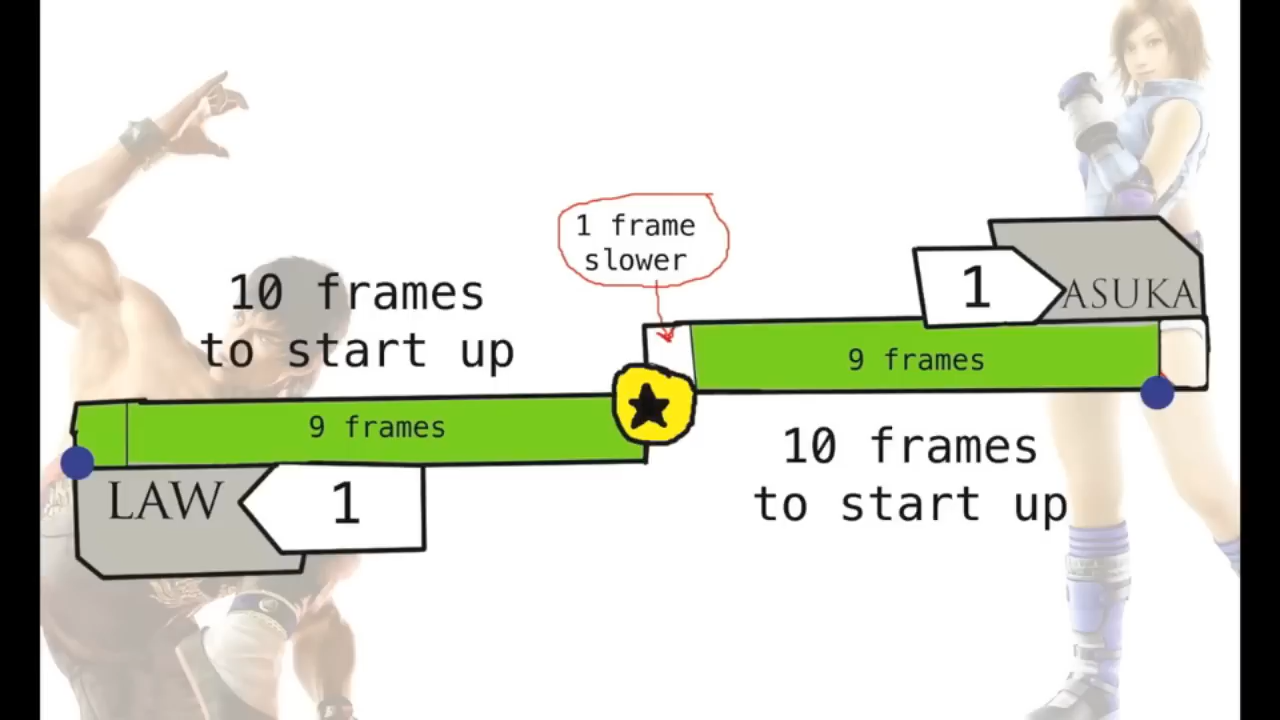 1 frame
slower
10 frames
to start up
1
ASUKA
9 frames
9 frames
10 frames
to start up
LAW
1